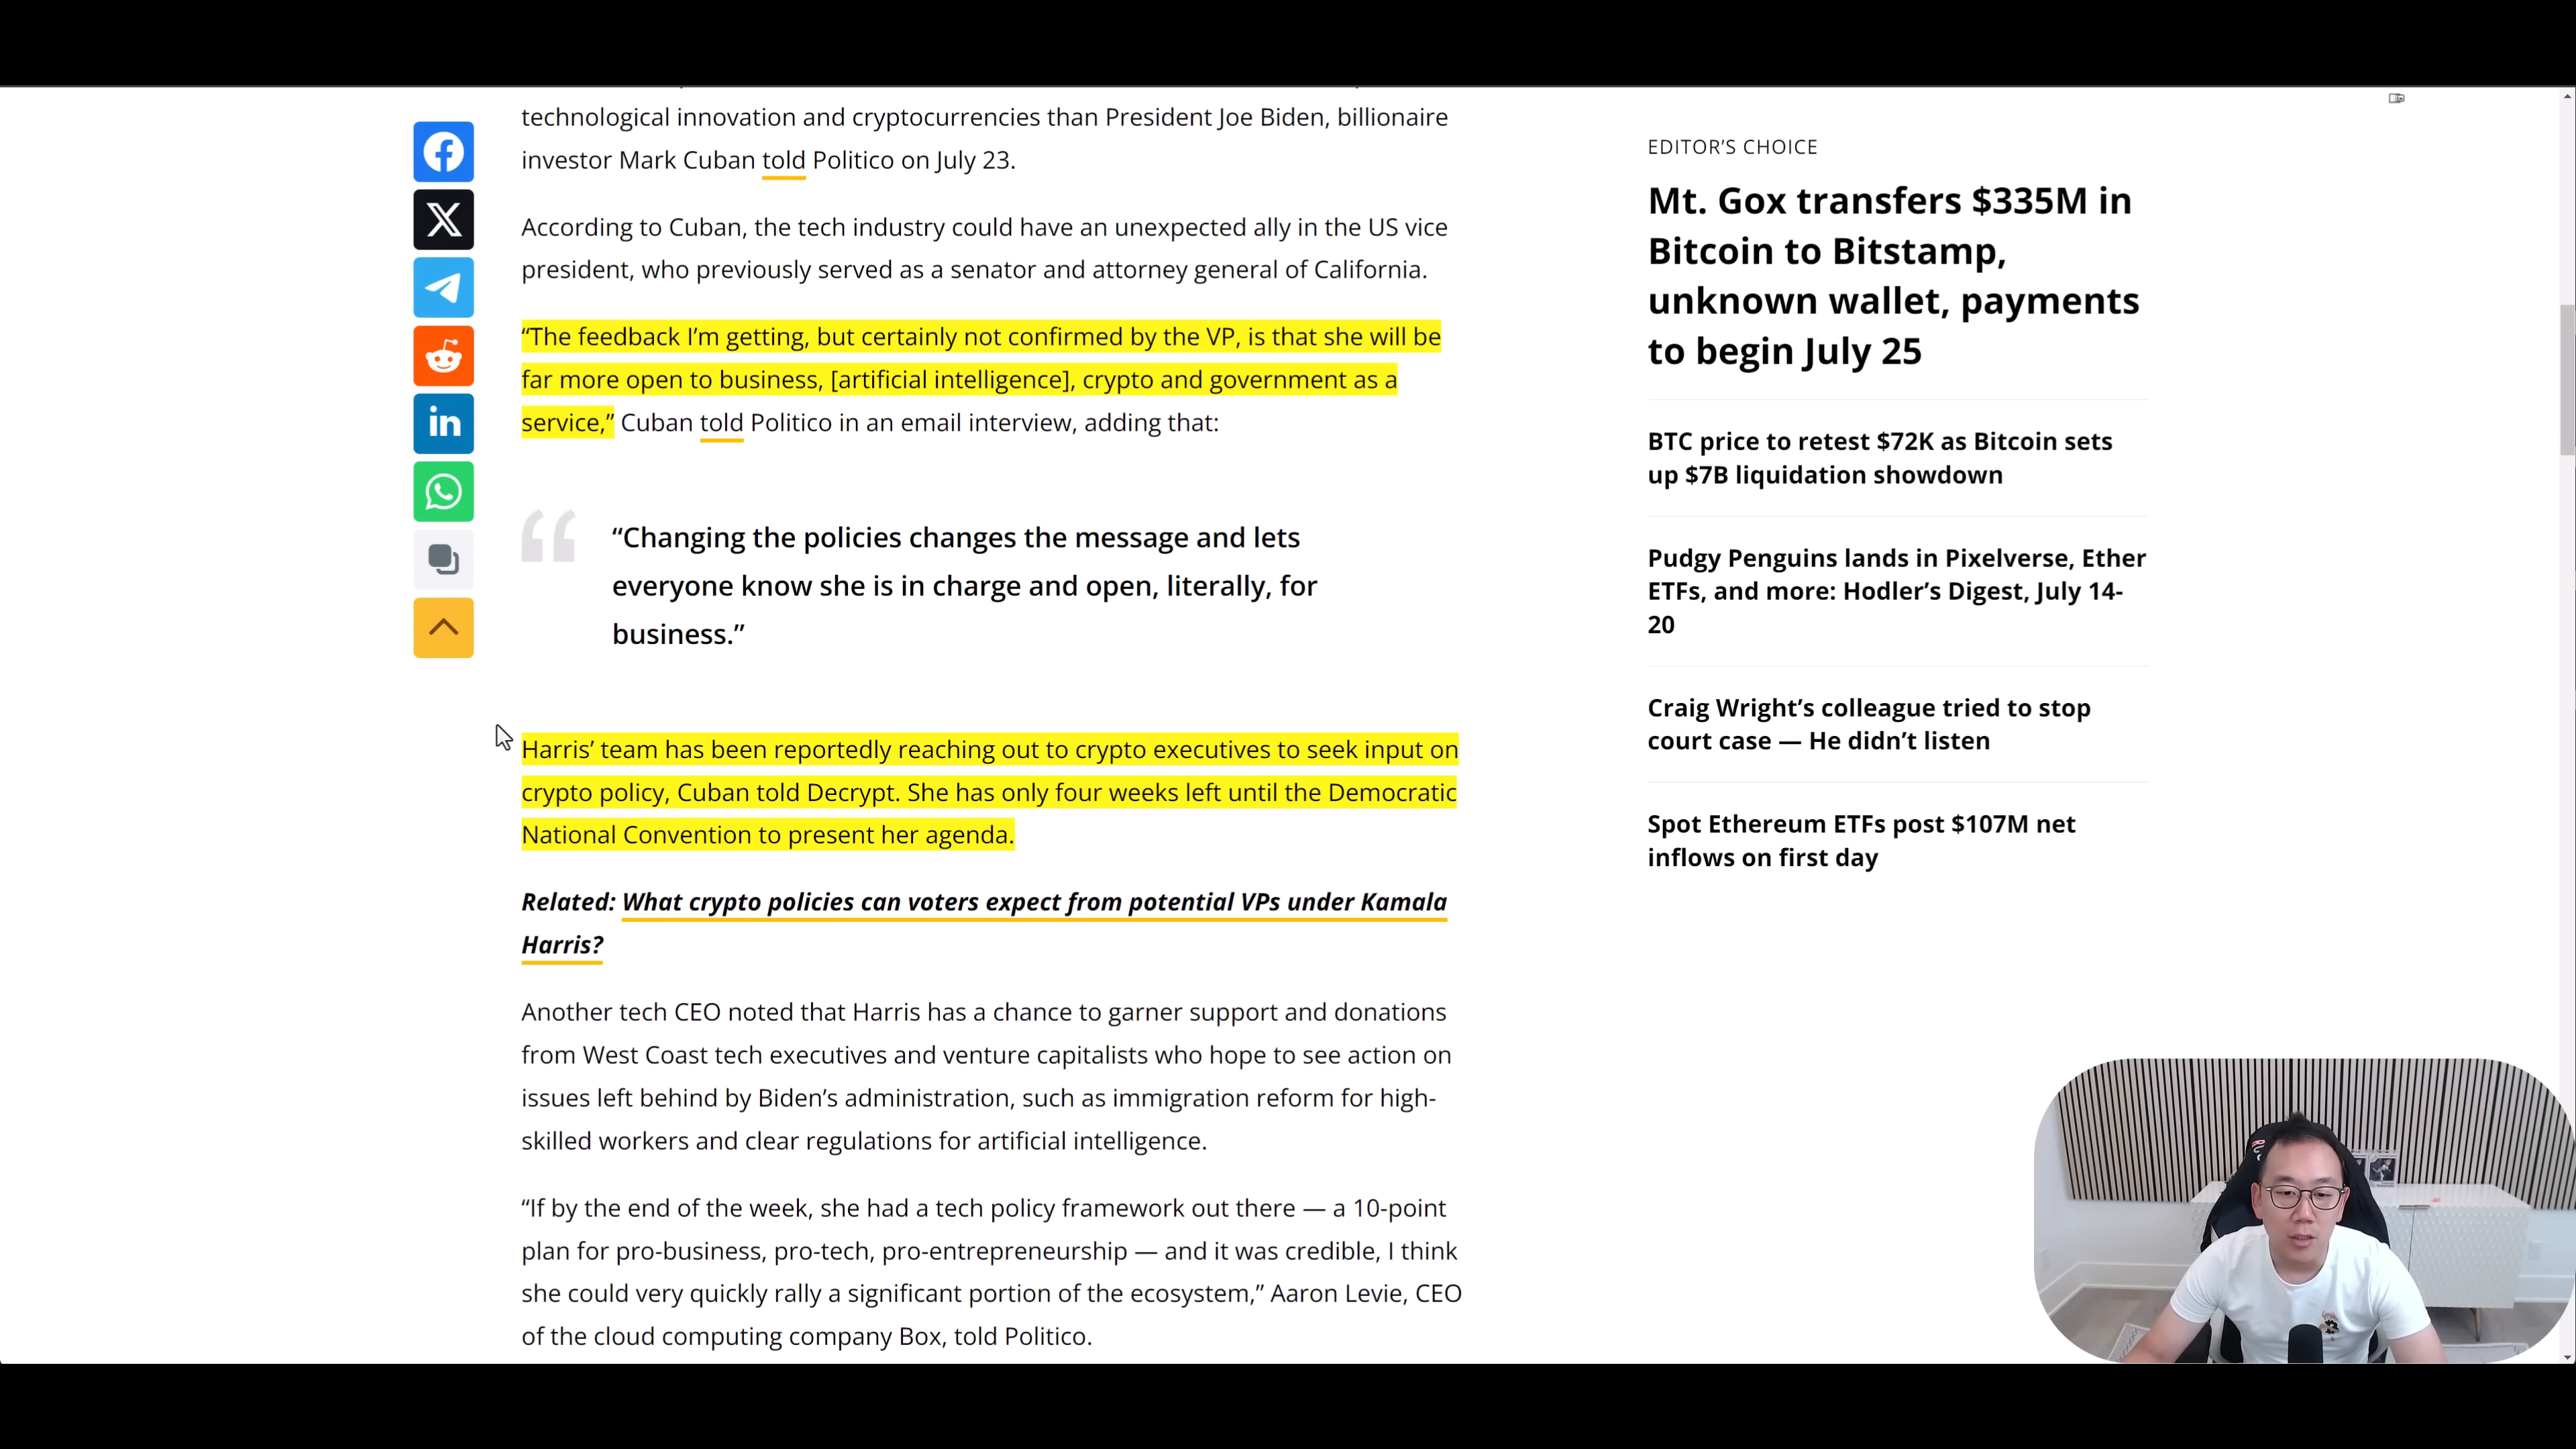 technological innovation and cryptocurrencies than President Joe Biden, billionaire
investor Mark Cuban told Politico on July 23.
According to Cuban, the tech industry could have an unexpected ally in the US vice
president, who previously served as a senator and attorney general of California.
“The feedback I’m getting, but certainly not confirmed by the VP, is that she will be
far more open to business, [artificial intelligence], crypto and government as a
service,” Cuban told Politico in an email interview, adding that:
“Changing the policies changes the message and lets
everyone know she is in charge and open, literally, for
business.”
Harris’ team has been reportedly reaching out to crypto executives to seek input on
crypto policy, Cuban told Decrypt. She has only four weeks left until the Democratic
National Convention to present her agenda.
Related: What crypto policies can voters expect from potential VPs under Kamala
Harris?
Another tech CEO noted that Harris has a chance to garner support and donations
from West Coast tech executives and venture capitalists who hope to see action on
issues left behind by Biden’s administration, such as immigration reform for high-
skilled workers and clear regulations for artificial intelligence.
“If by the end of the week, she had a tech policy framework out there — a 10-point
plan for pro-business, pro-tech, pro-entrepreneurship — and it was credible, I think
she could very quickly rally a significant portion of the ecosystem,” Aaron Levie, CEO
of the cloud computing company Box, told Politico.
EDITOR’S CHOICE
Mt. Gox transfers $335M in
Bitcoin to Bitstamp,
unknown wallet, payments
to begin July 25
BTC price to retest $72K as Bitcoin sets
up $7B liquidation showdown
Pudgy Penguins lands in Pixelverse, Ether
ETFs, and more: Hodler’s Digest, July 14-
20
Craig Wright’s colleague tried to stop
court case — He didn’t listen
Spot Ethereum ETFs post $107M net
inflows on first day